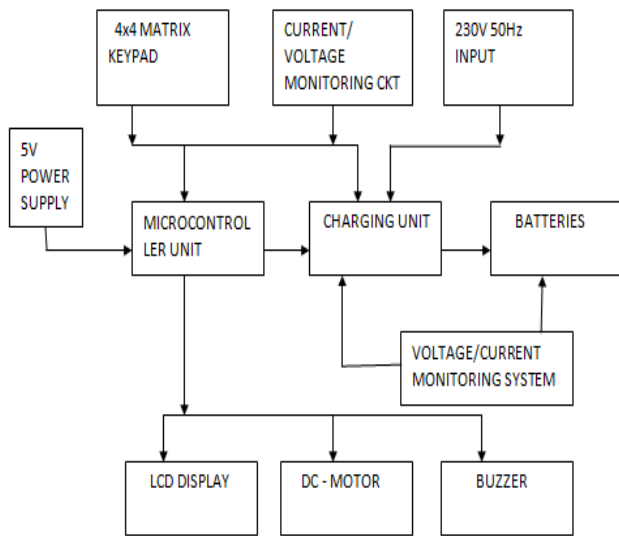 4x4 MATRIX
KEYPAD
CURRENT/
VOLTAGE
MONITORING CKT
230V 50Hz
INPUT
5V
POWER
SUPPLY
MICROCONTROL
LER UNIT
CHARGING UNIT
BATTERIES
VOLTAGE/CURRENT
MONITORING SYSTEM
LCD DISPLAY
DC - MOTOR
BUZZER